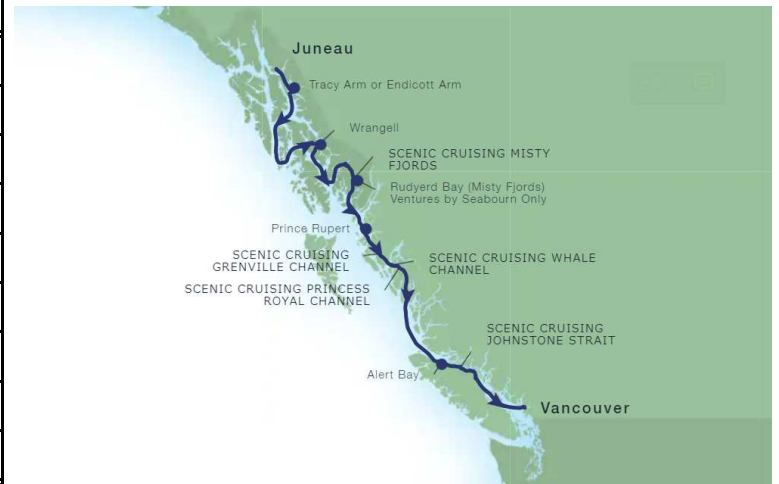 Juneau
Tracy Arm or Endicott Arm
Wrangell
SCENIC CRUISING MISTY
FJORDS
Rudyerd Bay (Misty Fjords)
Ventures by Seabourn Only
Prince Rupert
SCENIC CRUISING
GRENVILLE CHANNEL
SCENIC CRUISING WHALE
CHANNEL
SCENIC CRUISING PRINCESS
ROYAL CHANNEL
SCENIC CRUISING
JOHNSTONE STRAIT
Alert Bay
Vancouver